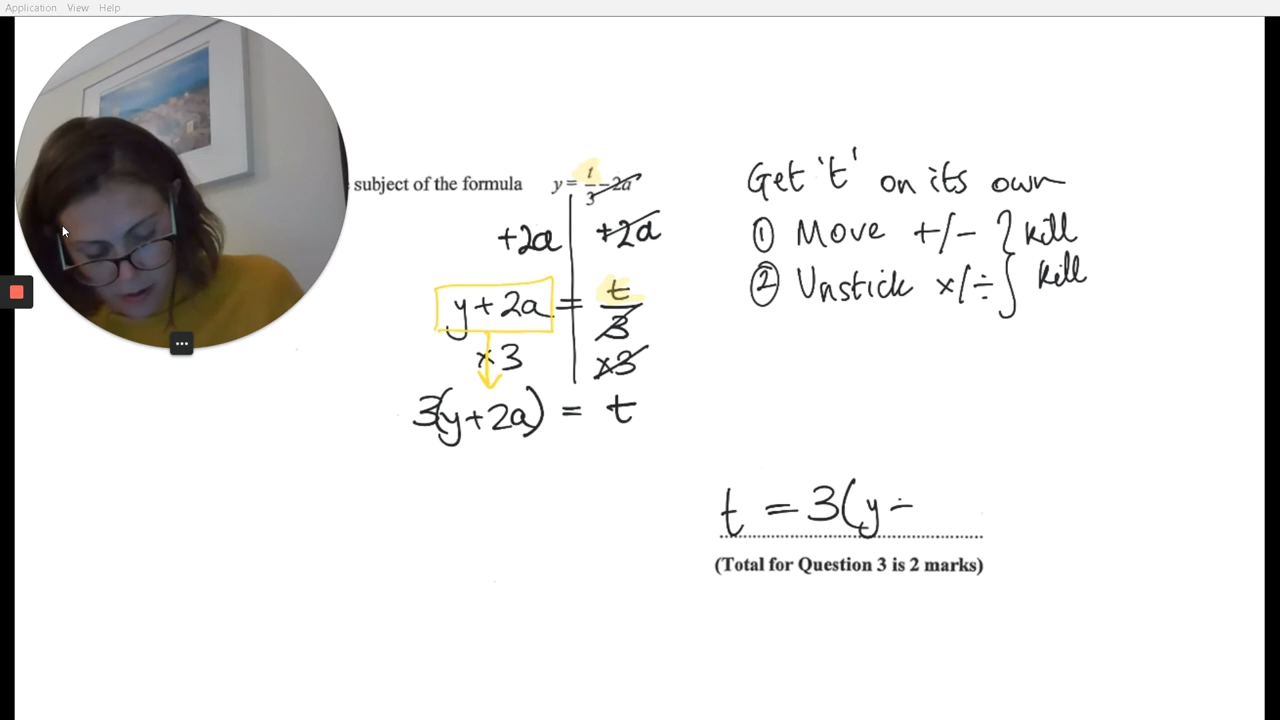 Application View Help
subject of the formula y = t/3 - 2a
+2a +2a
y + 2a = t/3
×3 ×3
3(y+2a) = t
Get 't' on its own
① Move +/- } kill
② Unstick ×/÷ } kill
t = 3(y
(Total for Question 3 is 2 marks)